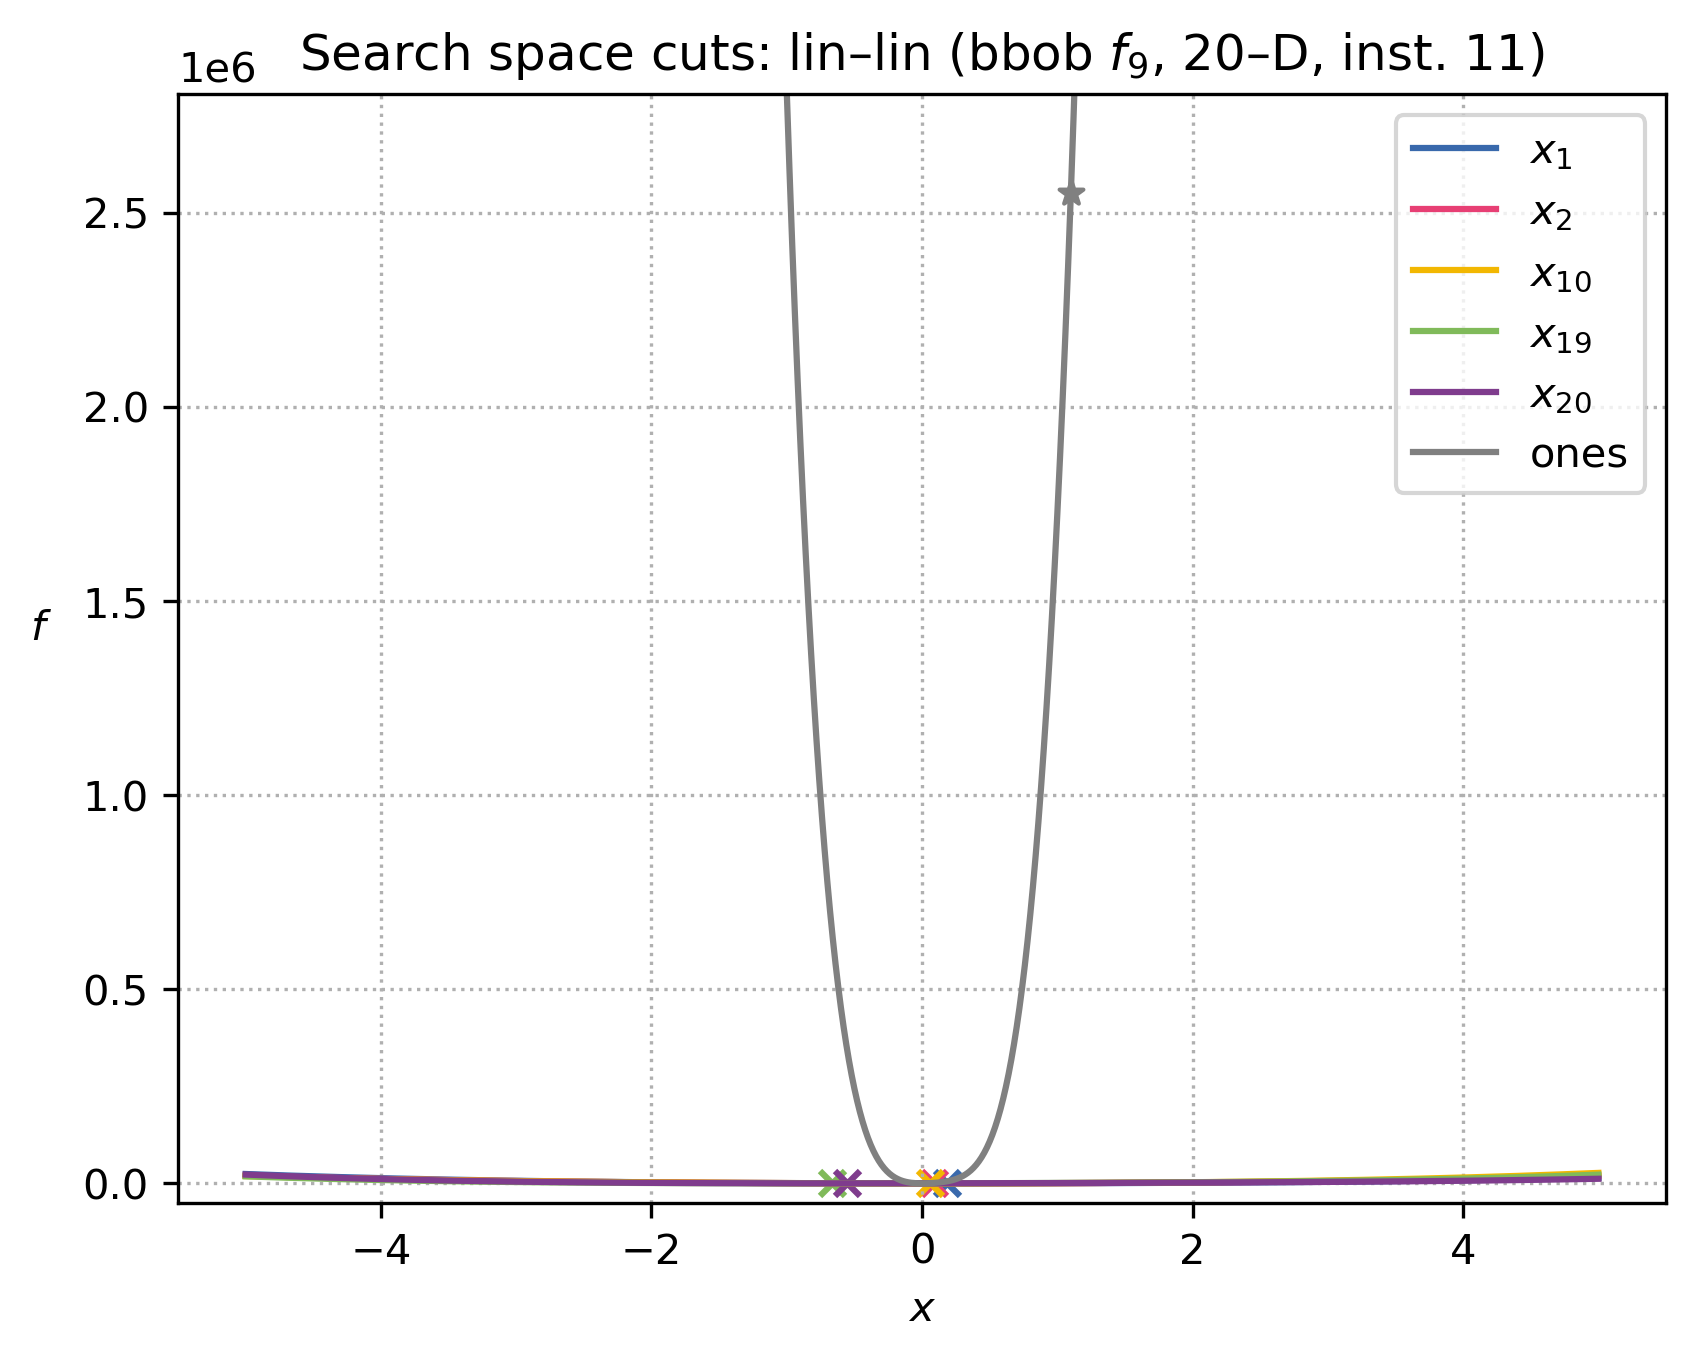 Search space cuts: lin–lin (bbob f₉, 20–D, inst. 11)
1e6
2.5
2.0
1.5
1.0
0.5
0.0
f
−4
−2
0
2
4
x
x₁
x₂
x₁₀
x₁₉
x₂₀
ones